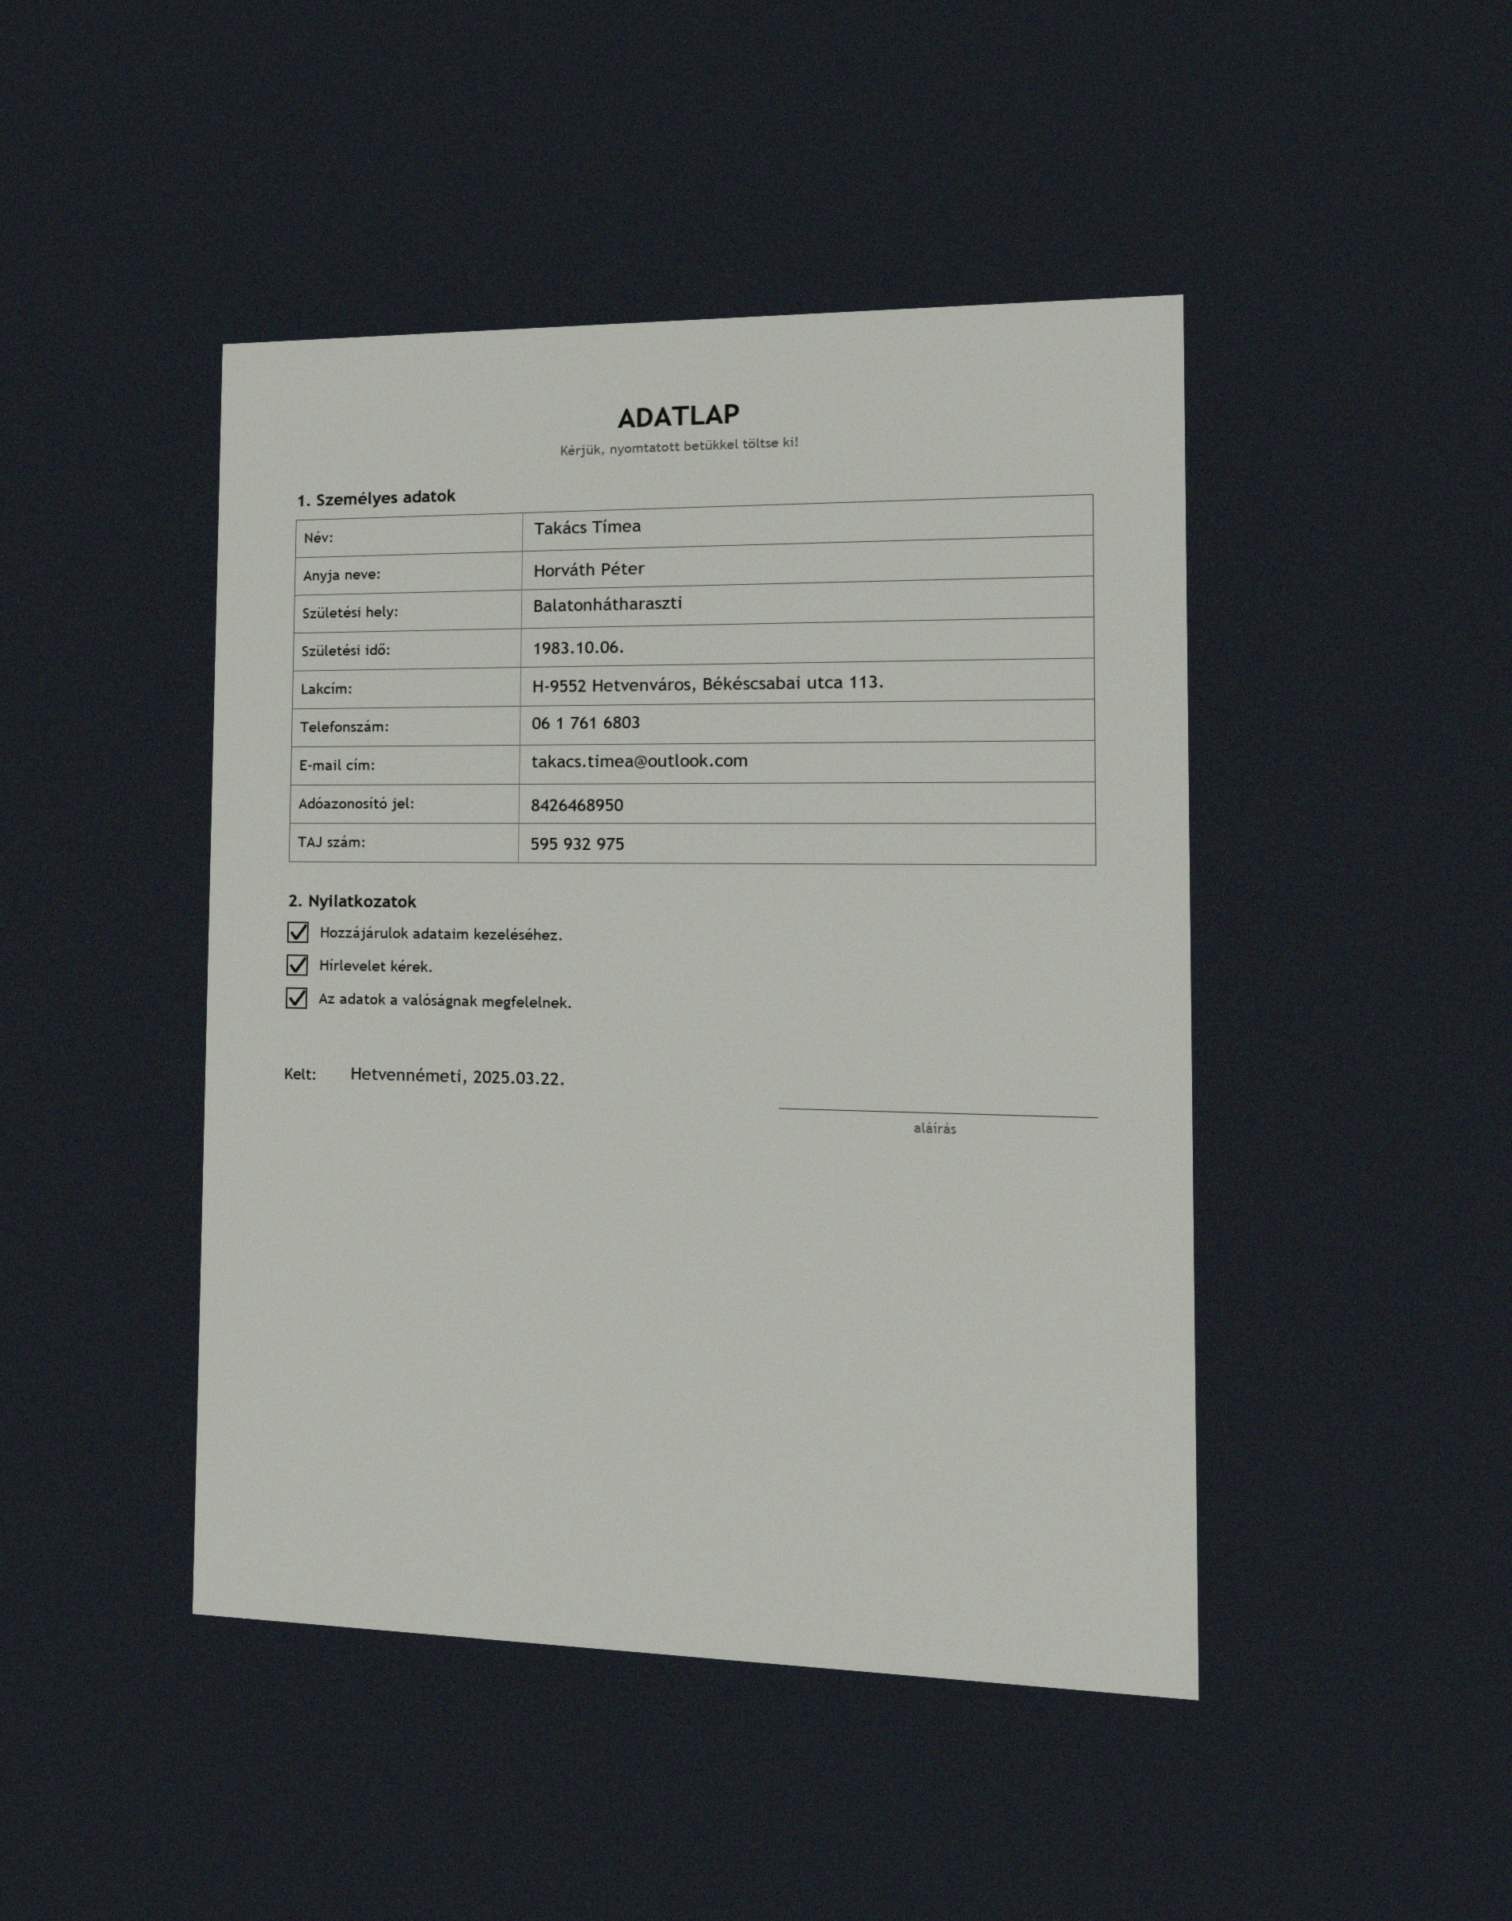 ADATLAP
Kérjük, nyomtatott betükkel töltse ki!
1. Személyes adatok
Név: Takács Tímea
Anyja neve: Horváth Péter
Születési hely: Balatonhátharaszti
Születési idő: 1983.10.06.
Lakcím: H-9552 Hetvenváros, Békéscsabai utca 113.
Telefonszám: 06 1 761 6803
E-mail cím: takacs.timea@outlook.com
Adóazonosító jel: 8426468950
TAJ szám: 595 932 975
2. Nyilatkozatok
Hozzájárulok adataim kezeléséhez.
Hírlevelet kérek.
Az adatok a valóságnak megfelelnek.
Kelt: Hetvennémeti, 2025.03.22.
aláírás